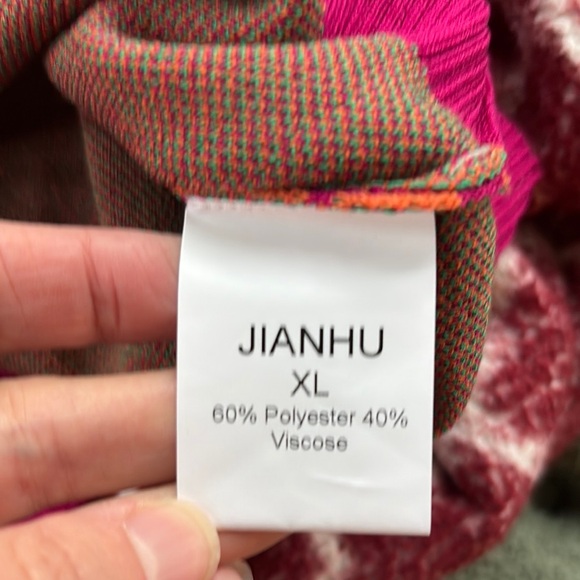 JIANHU
XL
60% Polyester 40%
Viscose